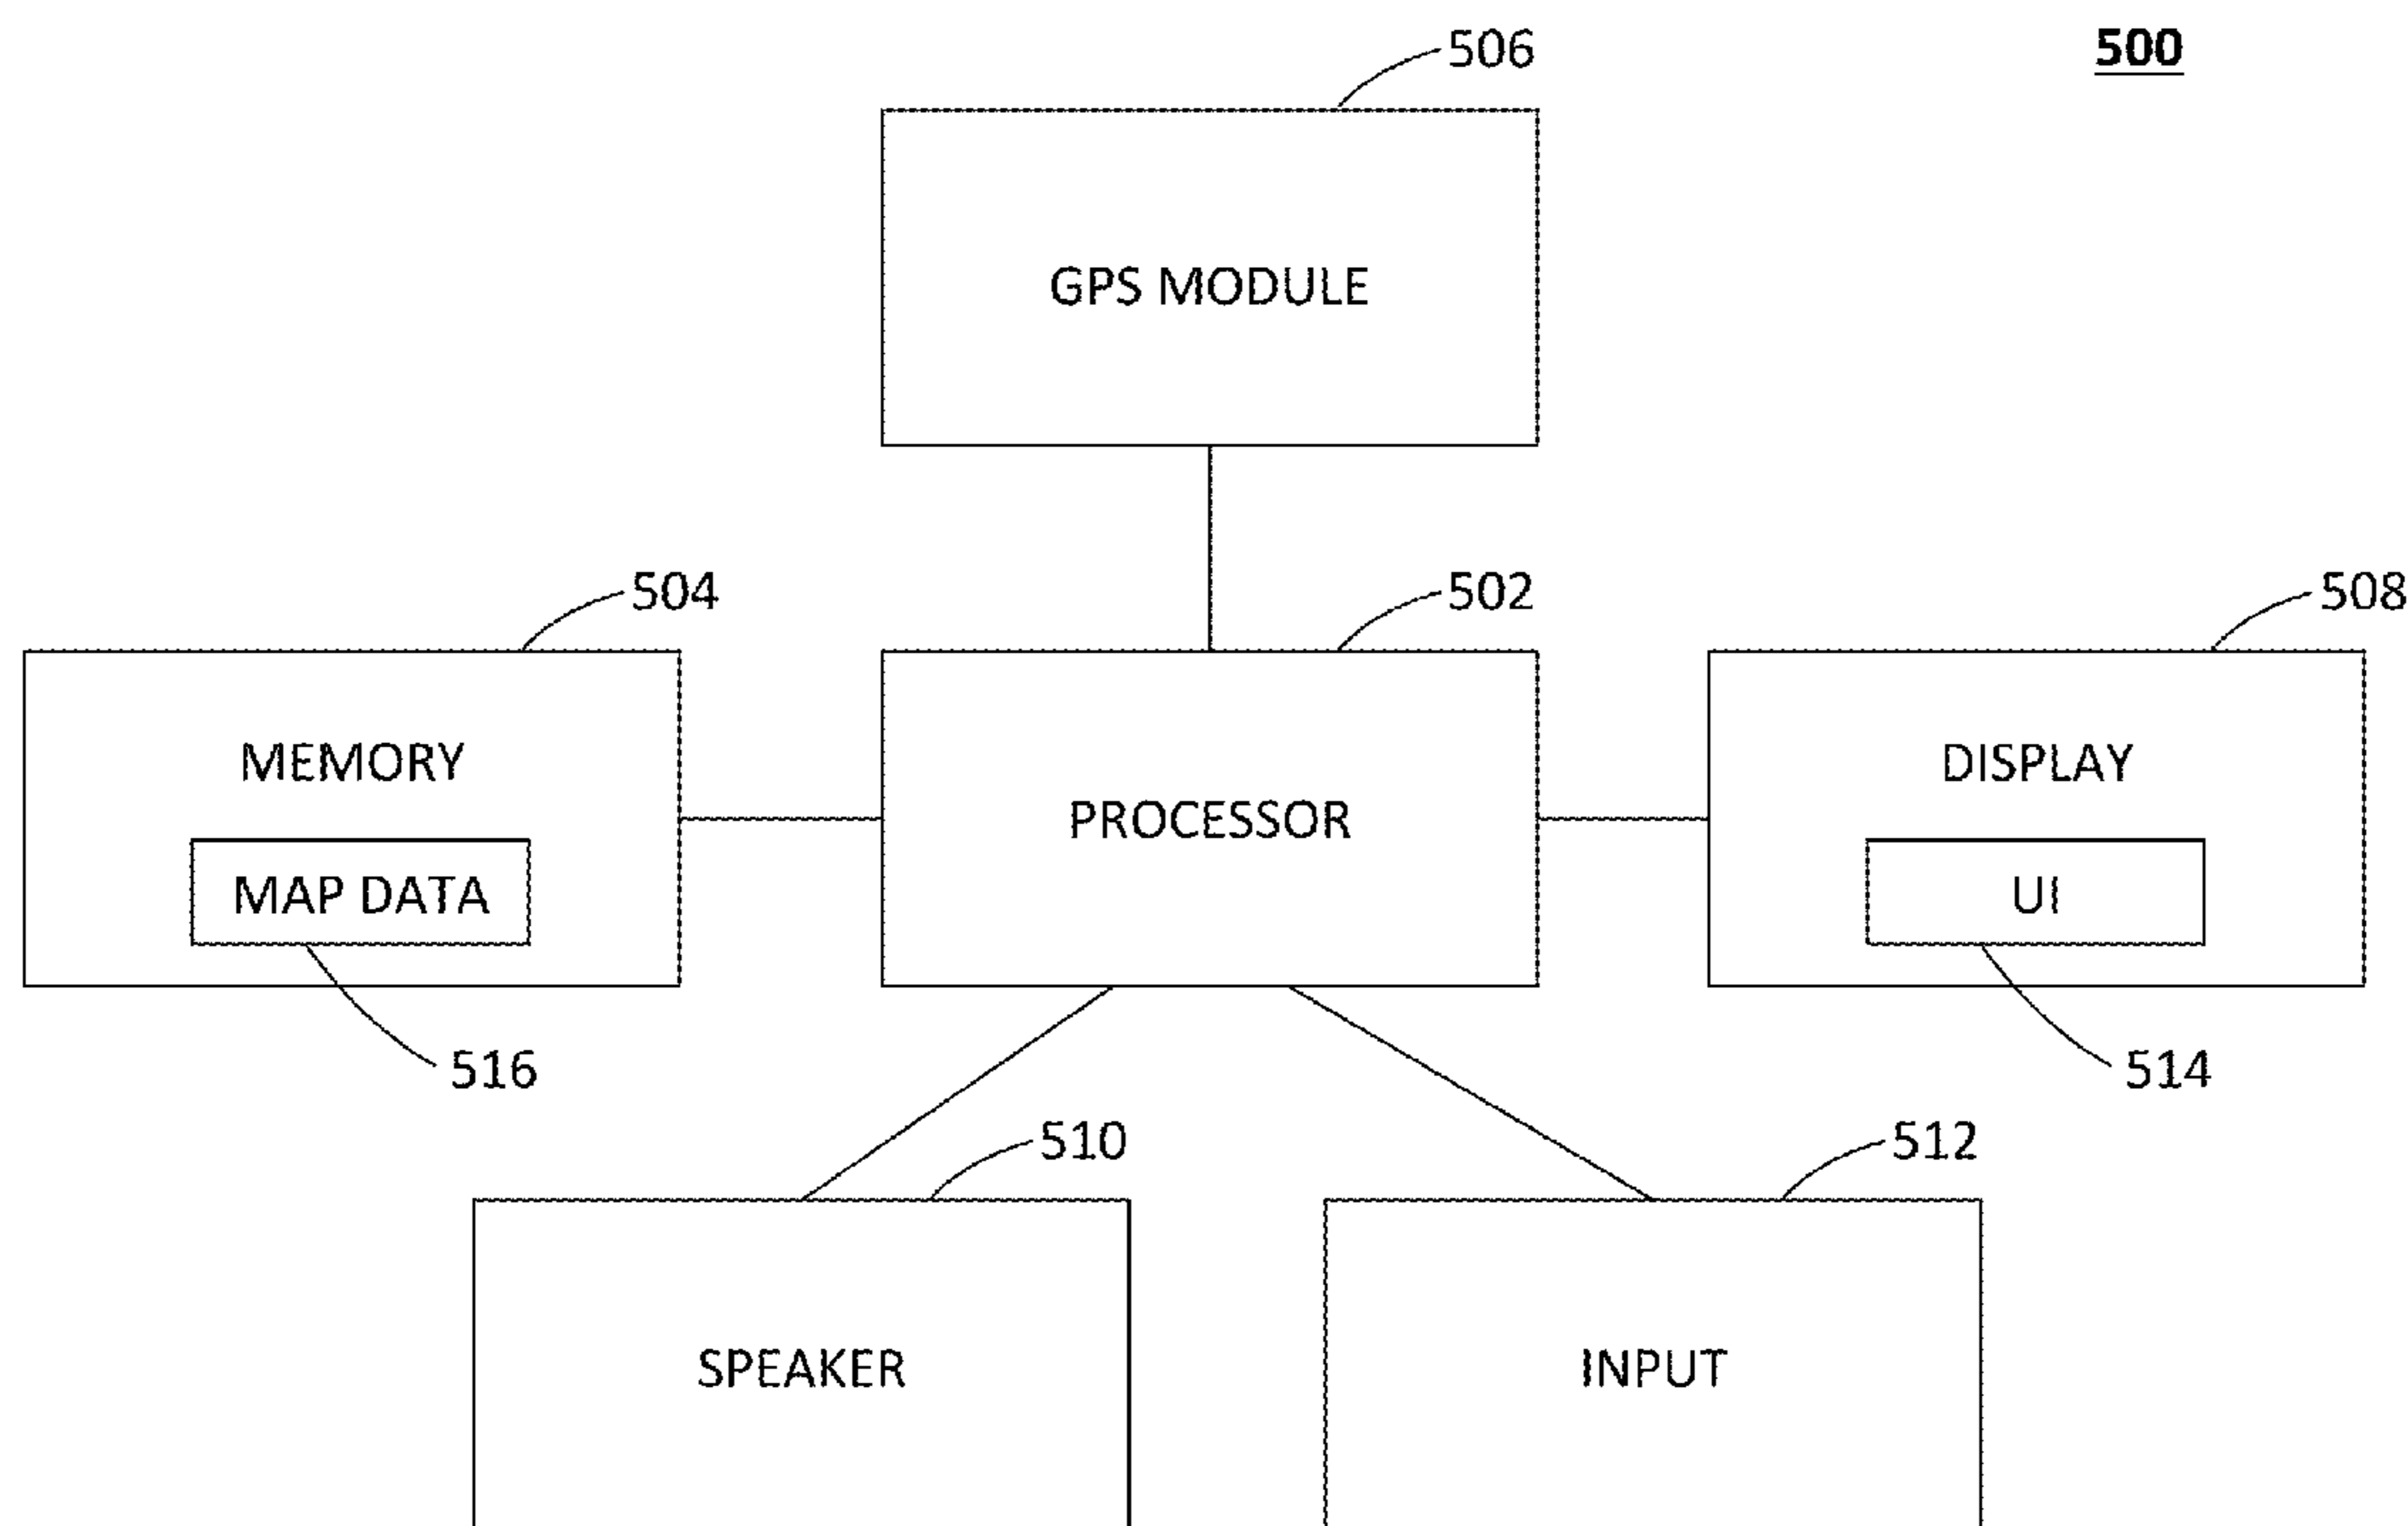 506
500
GPS MODULE
504
502
508
MEMORY
PROCESSOR
DISPLAY
MAP DATA
UI
516
514
510
512
SPEAKER
INPUT